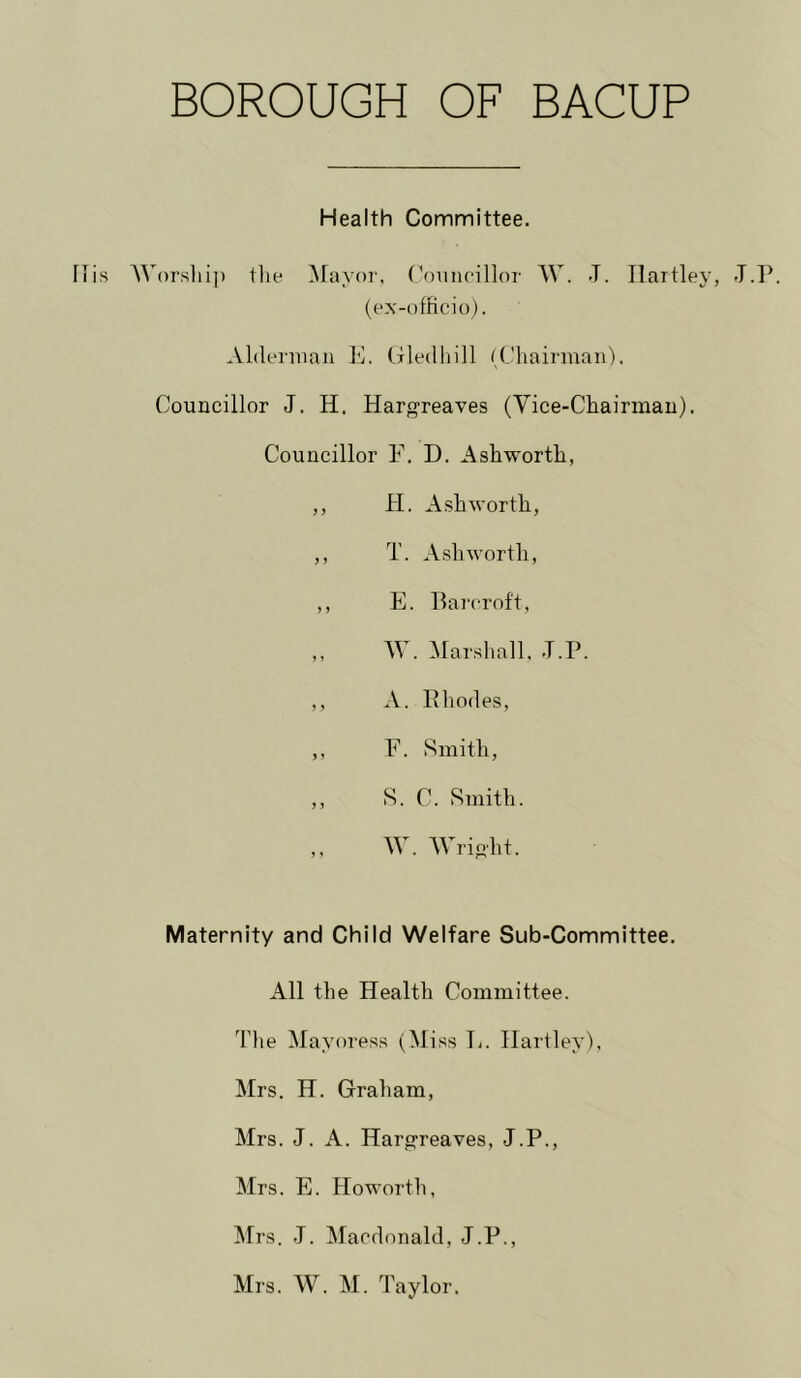 BOROUGH OF BACUP
Health Committee.
His Worship the Mayor, Councillor W. J. Hartley, J.P.
(ex-officio).
Alderman E. Gledhill (Chairman).
Councillor J. H. Hargreaves (Vice-Chairman).
Councillor F. D. Ashworth,
,, H. Ashworth,
,, T. Ashworth,
,, E. Barcroft,
,, W. Marshall, J.P.
,, A. Rhodes,
,, F. Smith,
,, S. C. Smith.
,, W. Wright.
Maternity and Child Welfare Sub-Committee.
All the Health Committee.
The Mayoress (Miss L. Hartley),
Mrs. H. Graham,
Mrs. J. A. Hargreaves, J.P.,
Mrs. E. Howorth,
Mrs. J. Macdonald, J.P.,
Mrs. W. M. Taylor.